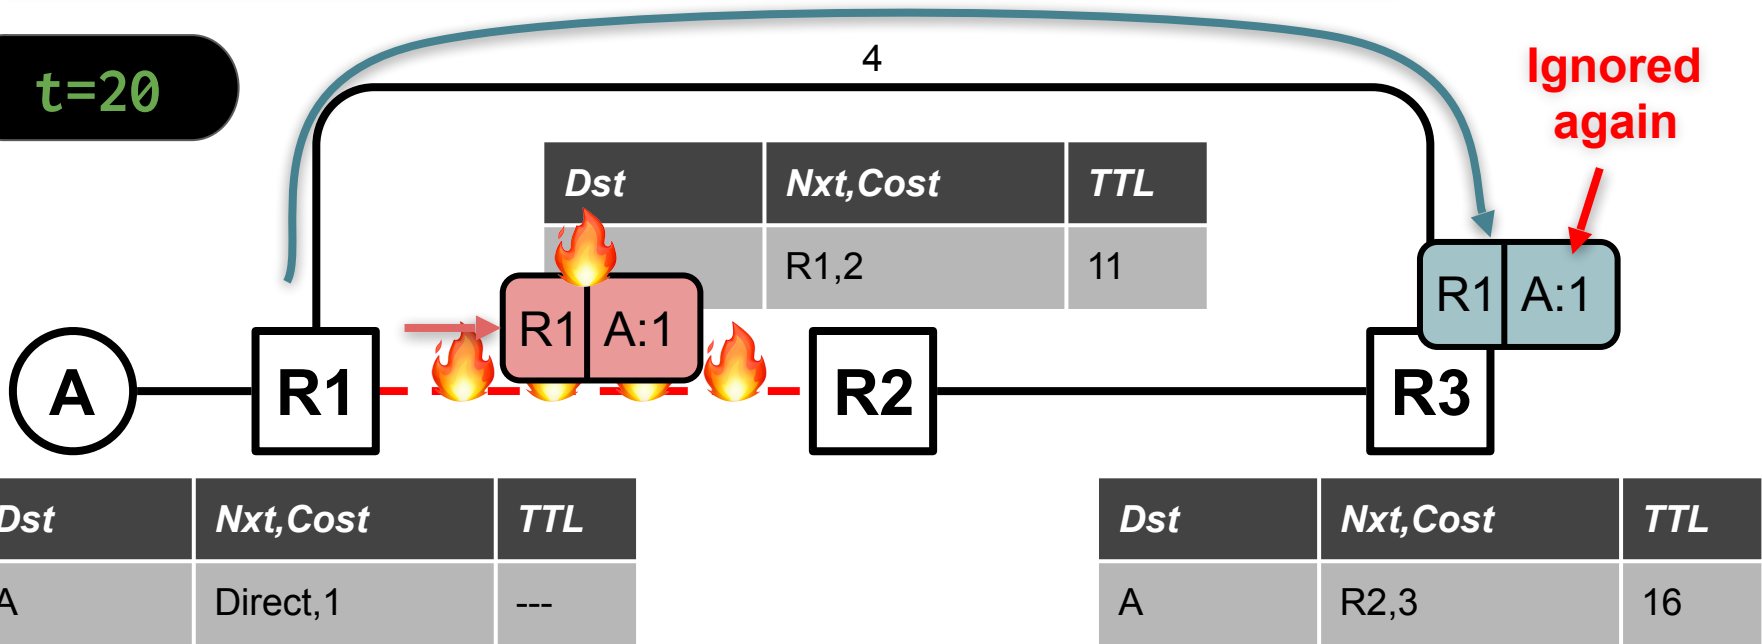 t=20
4
Ignored
again
Dst Nxt,Cost TTL
R1,2 11
R1 A:1
R1 A:1
A R1 R2 R3
Dst Nxt,Cost TTL
A Direct,1 ---
Dst Nxt,Cost TTL
A R2,3 16